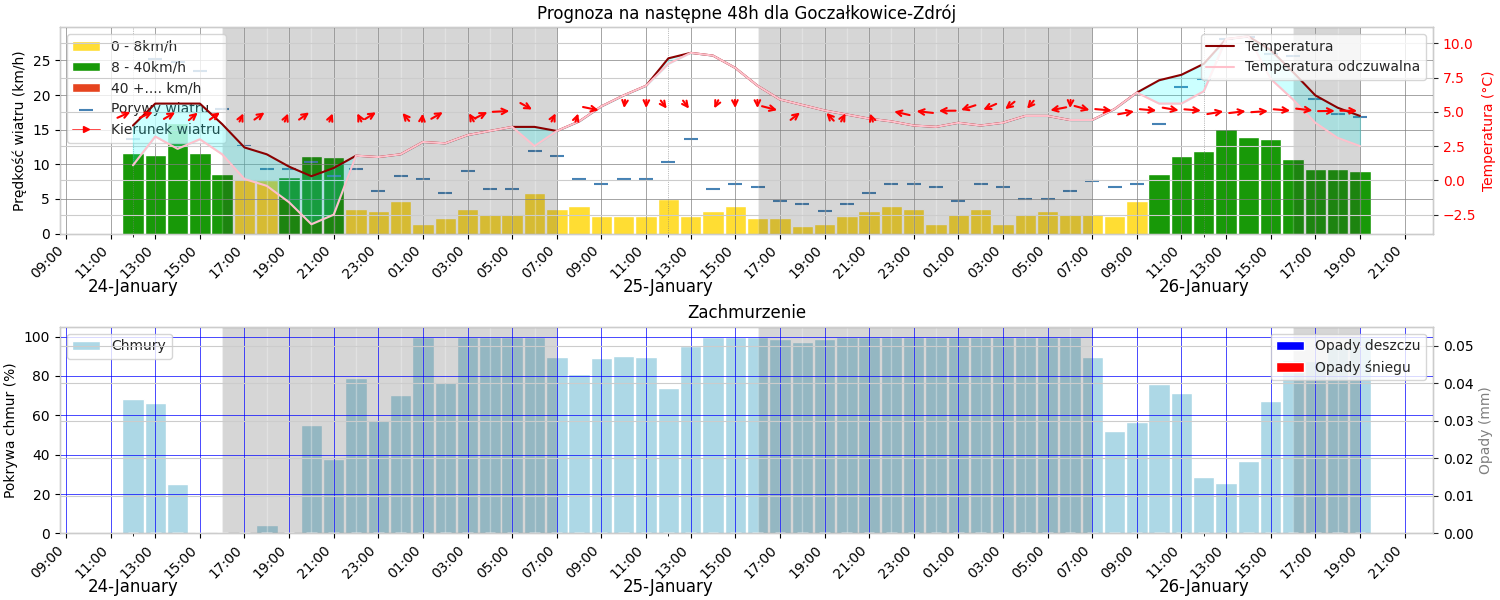 Prognoza na następne 48h dla Goczałkowice-Zdrój
Prędkość wiatru (km/h)
25
20
15
10
5
0
0 - 8km/h
8 - 40km/h
40 +.... km/h
Porywy wiatru
Kierunek wiatru
Temperatura
Temperatura odczuwalna
10.0
7.5
5.0
2.5
0.0
−2.5
Temperatura (°C)
09:00 11:00 13:00 15:00 17:00 19:00 21:00 23:00 01:00 03:00 05:00 07:00 09:00 11:00 13:00 15:00 17:00 19:00 21:00 23:00 01:00 03:00 05:00 07:00 09:00 11:00 13:00 15:00 17:00 19:00 21:00
24-January 25-January 26-January
Zachmurzenie
Pokrywa chmur (%)
100
80
60
40
20
0
Chmury
Opady deszczu
Opady śniegu
0.05
0.04
0.03
0.02
0.01
0.00
Opady (mm)
09:00 11:00 13:00 15:00 17:00 19:00 21:00 23:00 01:00 03:00 05:00 07:00 09:00 11:00 13:00 15:00 17:00 19:00 21:00 23:00 01:00 03:00 05:00 07:00 09:00 11:00 13:00 15:00 17:00 19:00 21:00
24-January 25-January 26-January